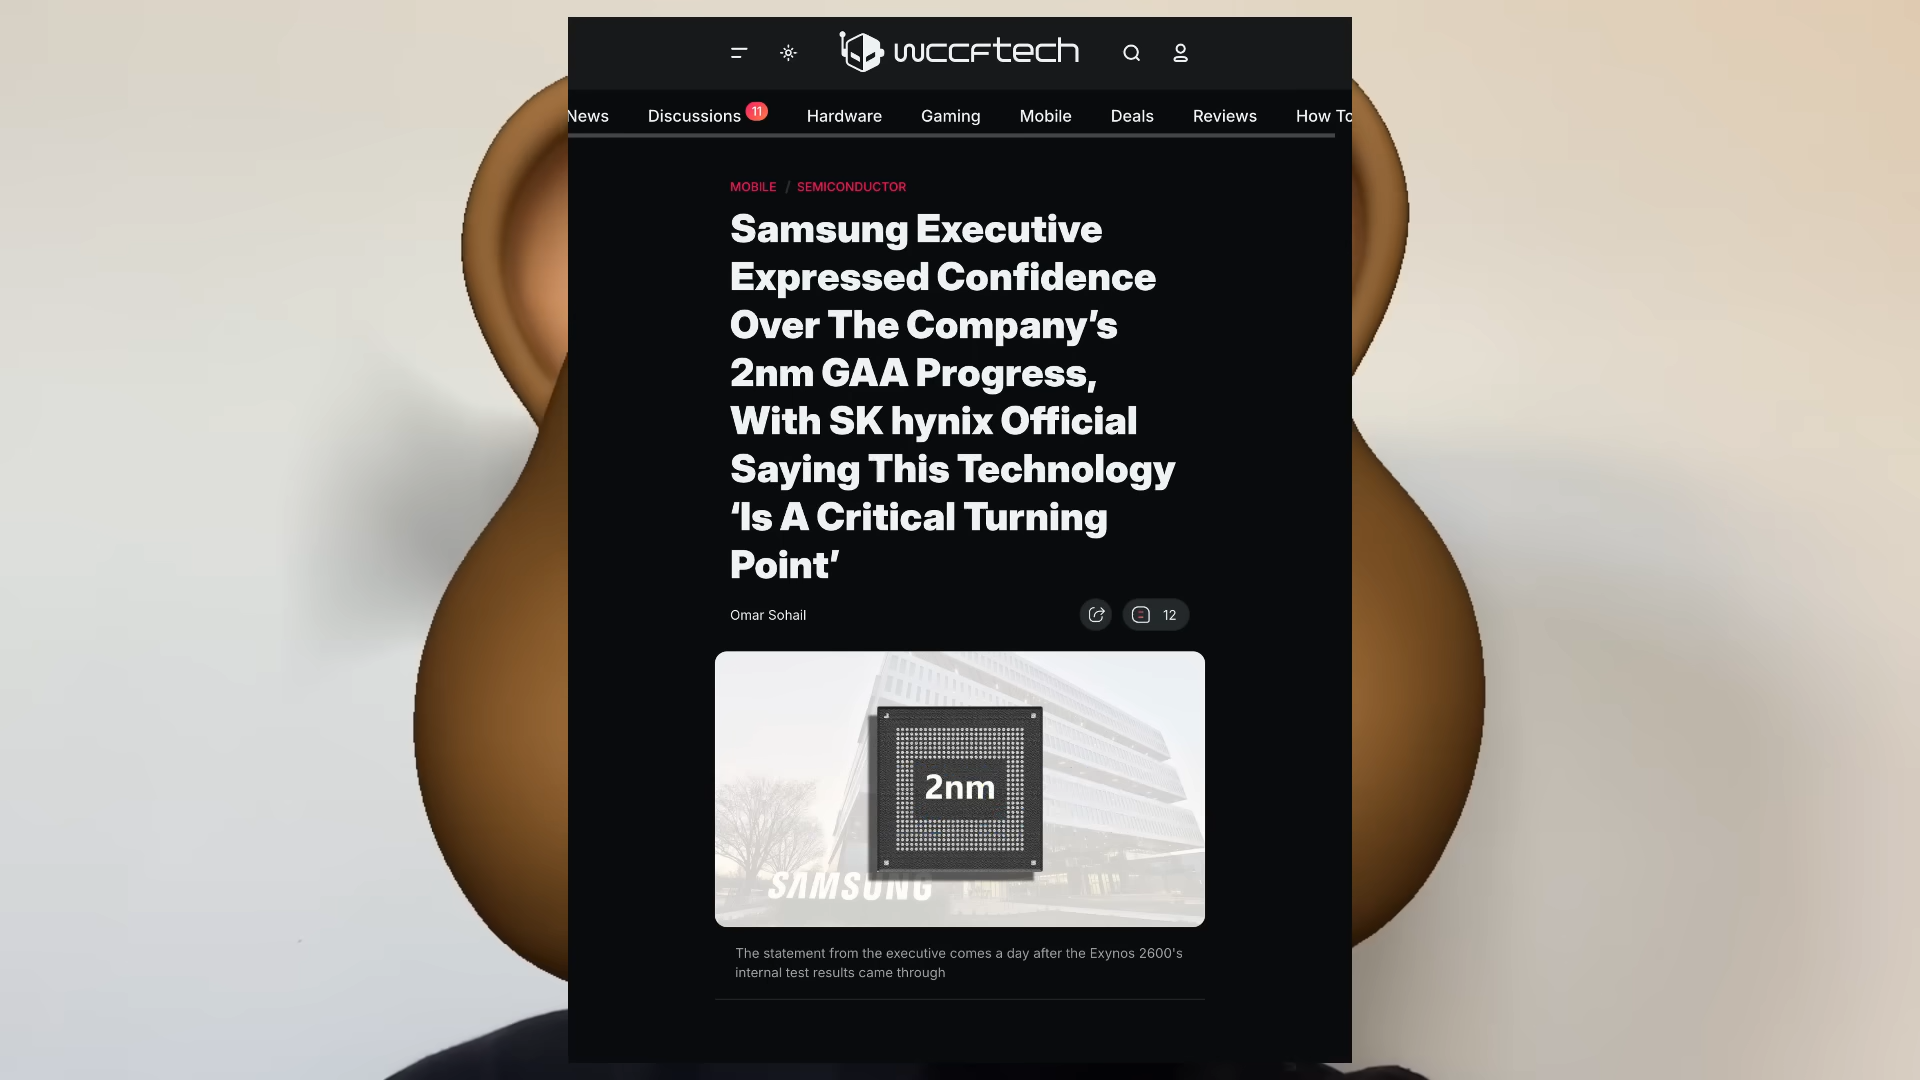 wccftech
News Discussions 11 Hardware Gaming Mobile Deals Reviews How To
MOBILE / SEMICONDUCTOR
Samsung Executive
Expressed Confidence
Over The Company’s
2nm GAA Progress,
With SK hynix Official
Saying This Technology
‘Is A Critical Turning
Point’
Omar Sohail
12
2nm
SAMSUNG
The statement from the executive comes a day after the Exynos 2600's
internal test results came through